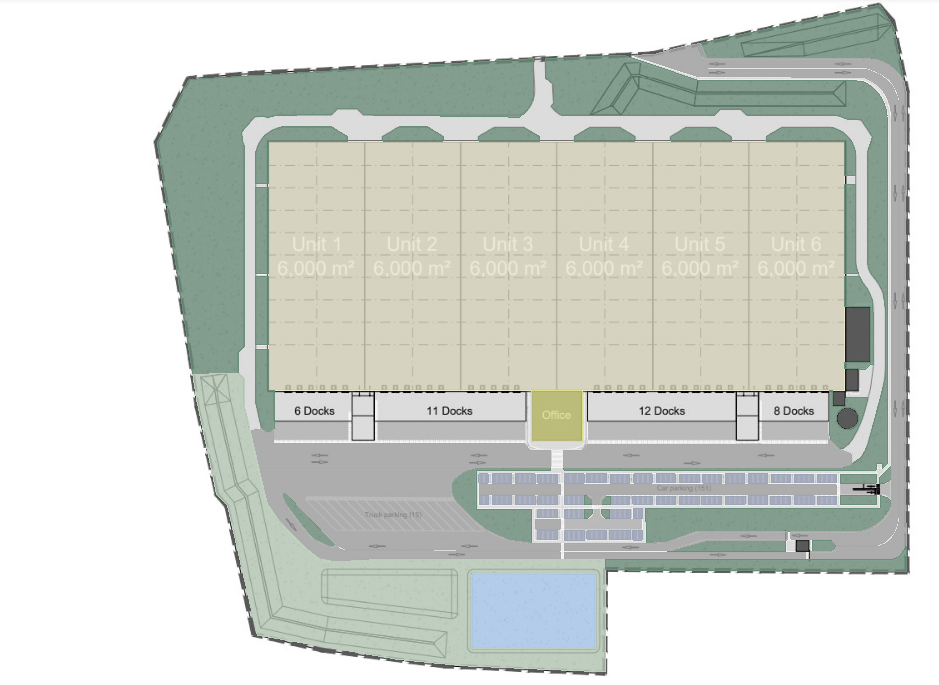 Unit 1
6,000 m²
Unit 2
6,000 m²
Unit 3
6,000 m²
Unit 4
6,000 m²
Unit 5
6,000 m²
Unit 6
6,000 m²
6 Docks
11 Docks
Office
12 Docks
8 Docks
Car parking (151)
Truck parking (15)